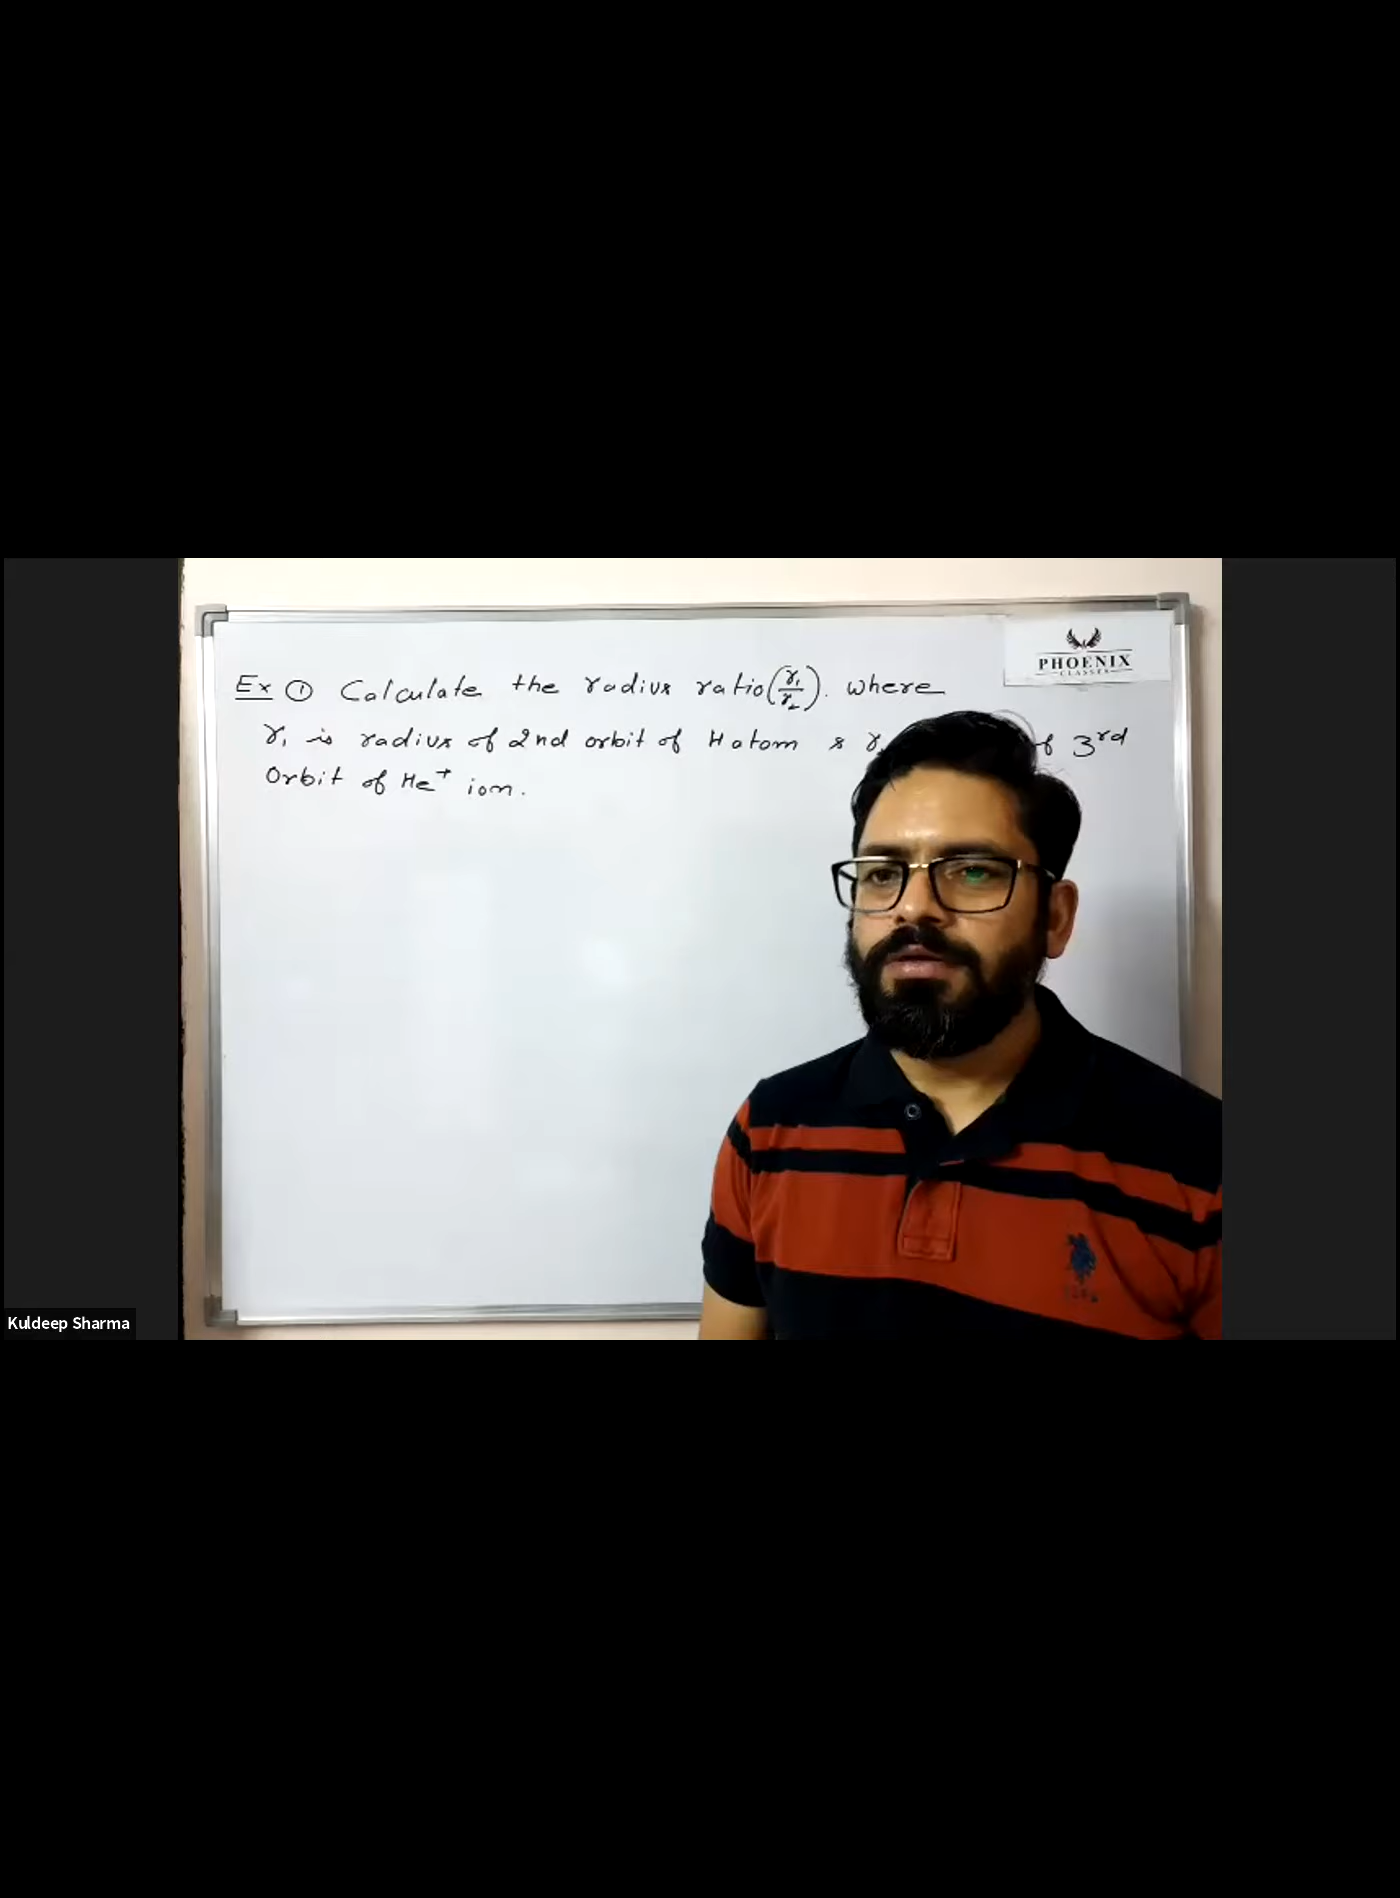 Ex ① Calculate the radius ratio (r₁/r₂). where
r₁ is radius of 2nd orbit of H atom & r of 3rd
Orbit of He⁺ ion.
PHOENIX
CLASSES
Kuldeep Sharma